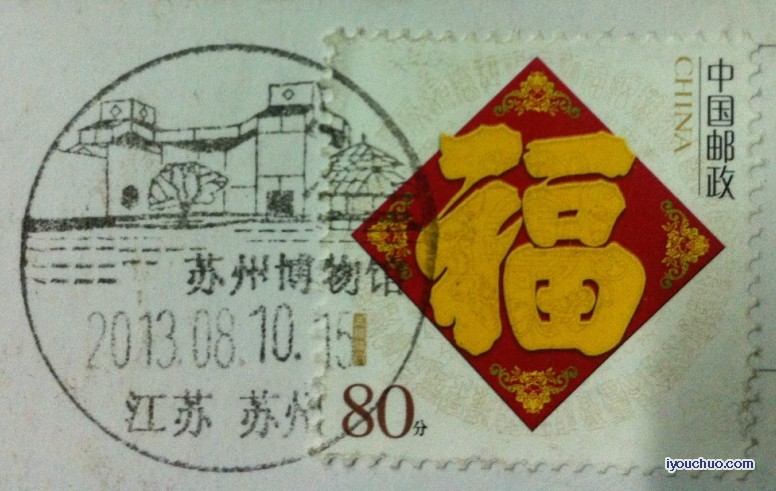 中国邮政
CHINA
福
苏州博物馆
2013.08.10.15
江苏 苏州
80分
iyouchuo.com